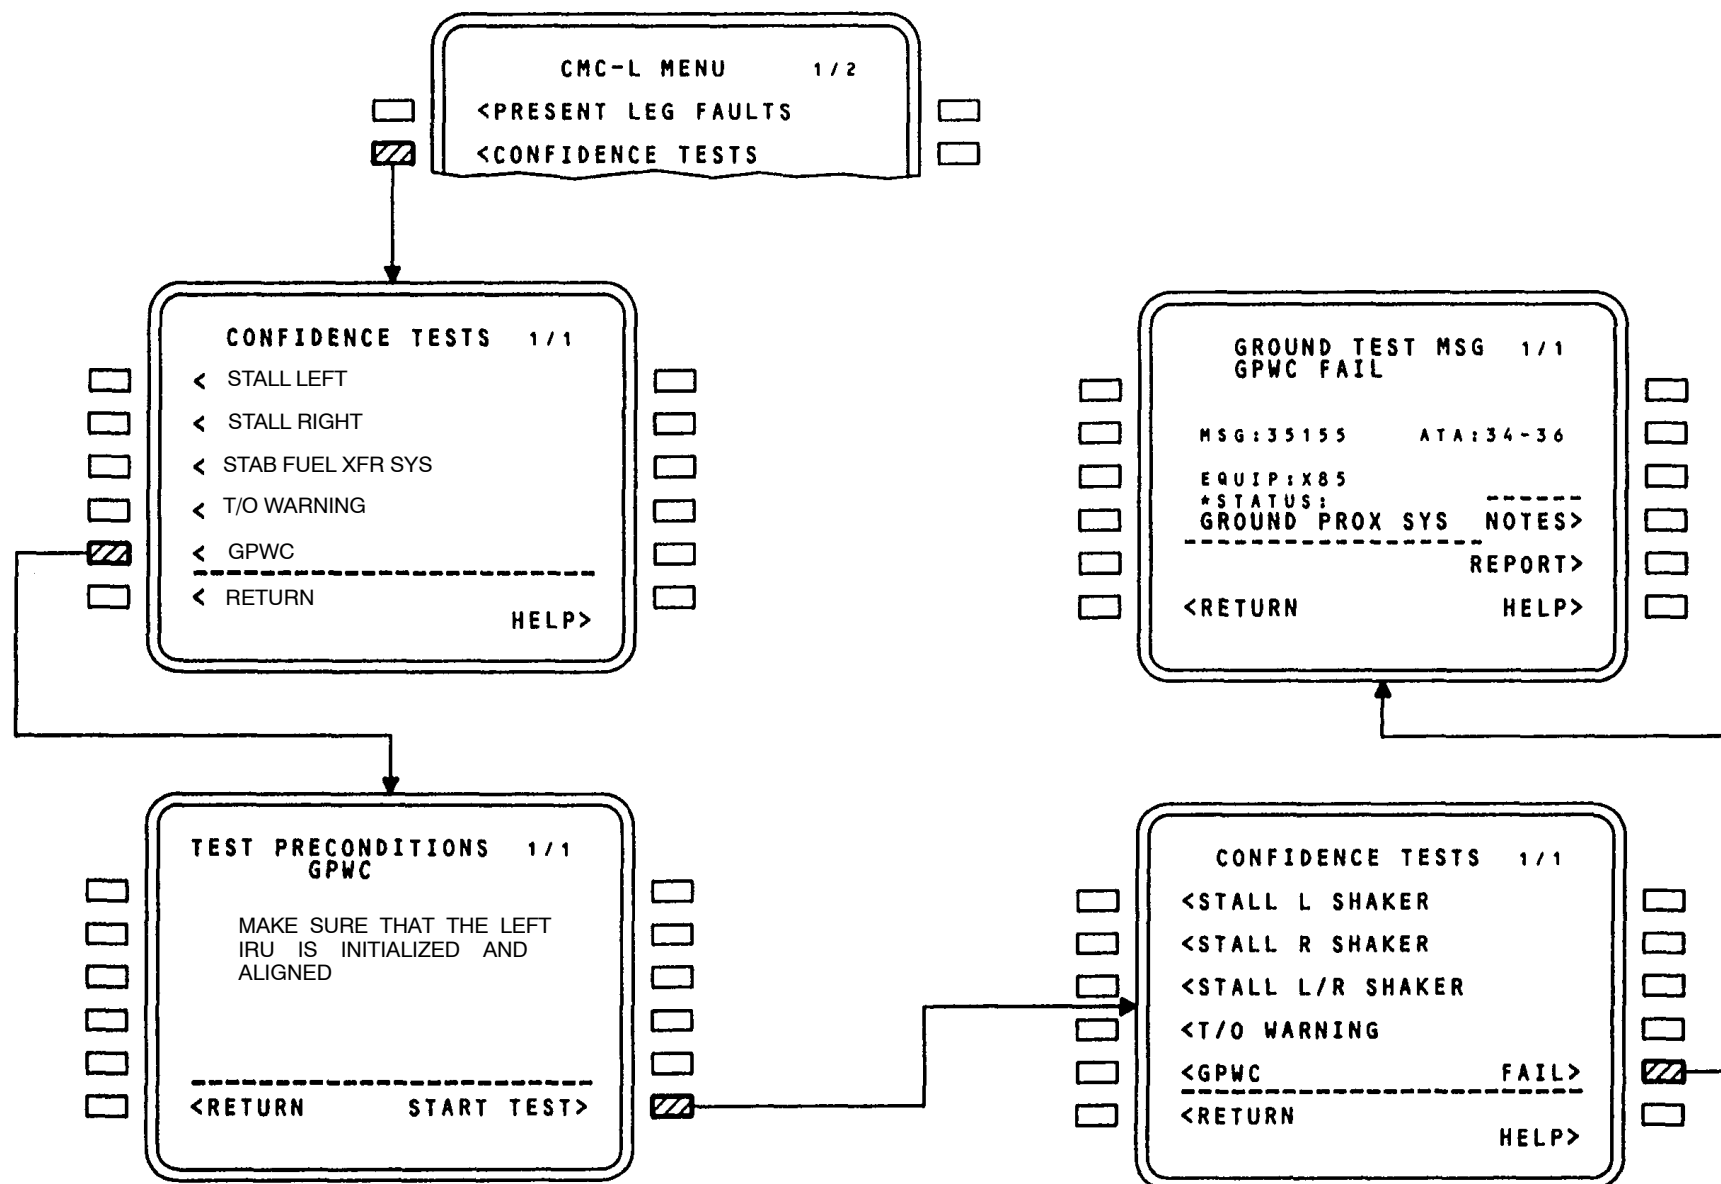 CMC-L MENU 1/2
<PRESENT LEG FAULTS
<CONFIDENCE TESTS
CONFIDENCE TESTS 1/1
< STALL LEFT
< STALL RIGHT
< STAB FUEL XFR SYS
< T/O WARNING
< GPWC
< RETURN
HELP>
TEST PRECONDITIONS 1/1
GPWC
MAKE SURE THAT THE LEFT
IRU IS INITIALIZED AND
ALIGNED
<RETURN START TEST>
CONFIDENCE TESTS 1/1
<STALL L SHAKER
<STALL R SHAKER
<STALL L/R SHAKER
<T/O WARNING
<GPWC FAIL>
<RETURN
HELP>
GROUND TEST MSG 1/1
GPWC FAIL
MSG:35155 ATA:34-36
EQUIP:X85
*STATUS:
GROUND PROX SYS NOTES>
REPORT>
<RETURN HELP>